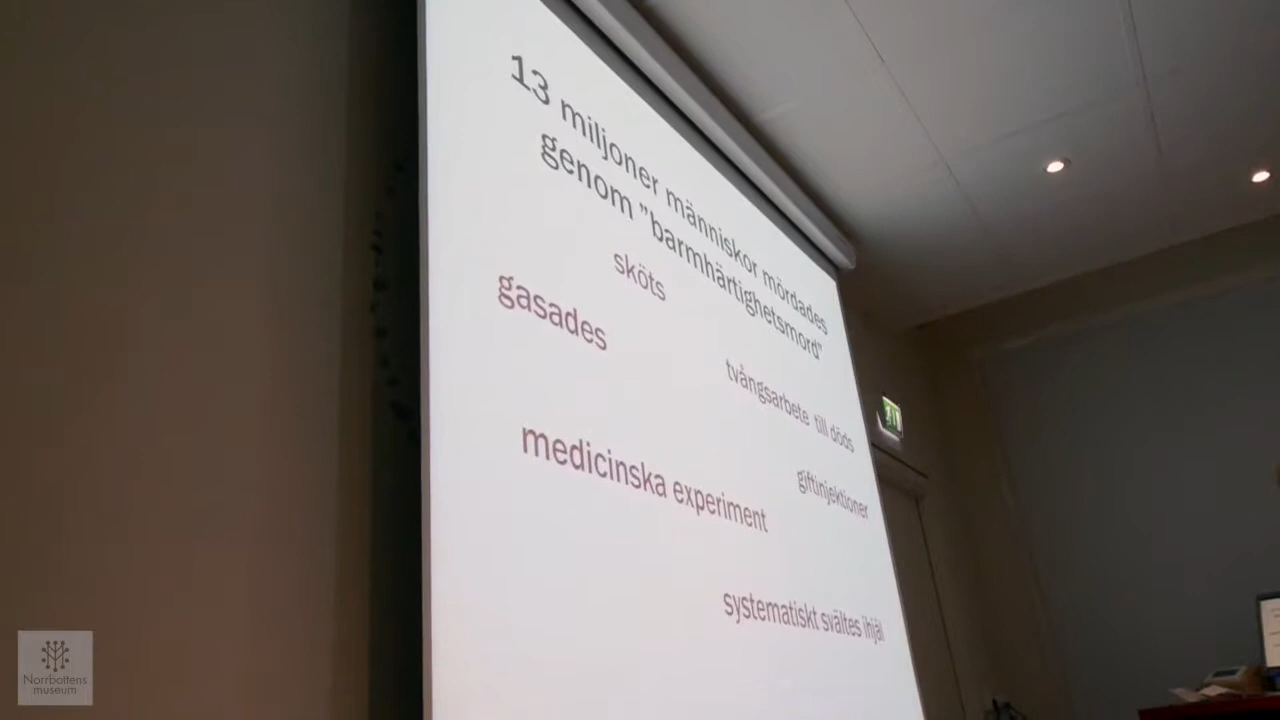 13 miljoner människor mördades
genom ”barmhärtighetsmord”
sköts
gasades
tvångsarbete till döds
medicinska experiment
giftinjektioner
systematiskt svältes ihjäl
Norrbottens
museum